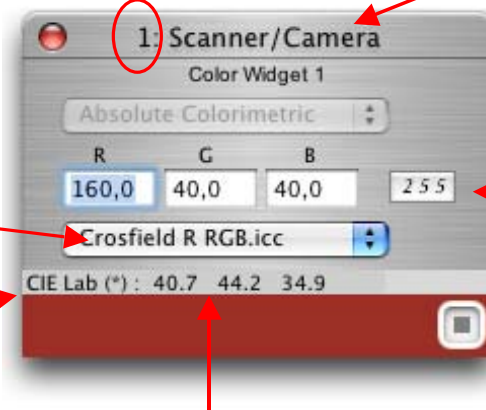 1: Scanner/Camera
Color Widget 1
Absolute Colorimetric
R G B
160,0 40,0 40,0 255
Crosfield R RGB.icc
CIE Lab (*) : 40.7 44.2 34.9